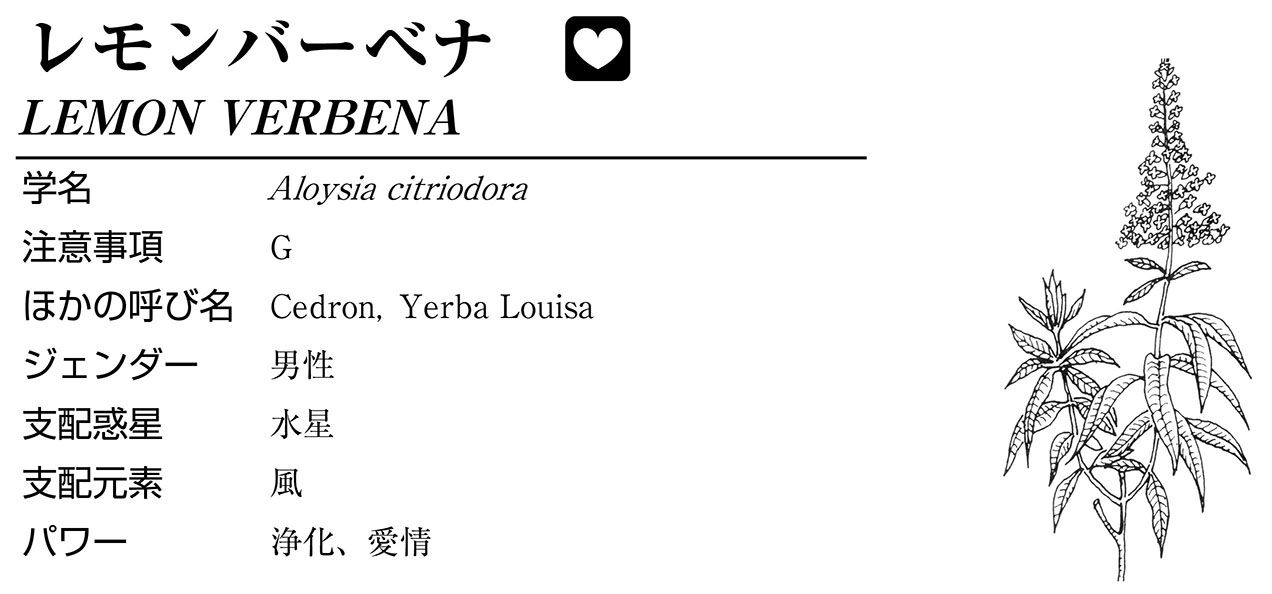 レモンバーベナ
LEMON VERBENA
学名 Aloysia citriodora
注意事項 G
ほかの呼び名 Cedron, Yerba Louisa
ジェンダー 男性
支配惑星 水星
支配元素 風
パワー 浄化、愛情